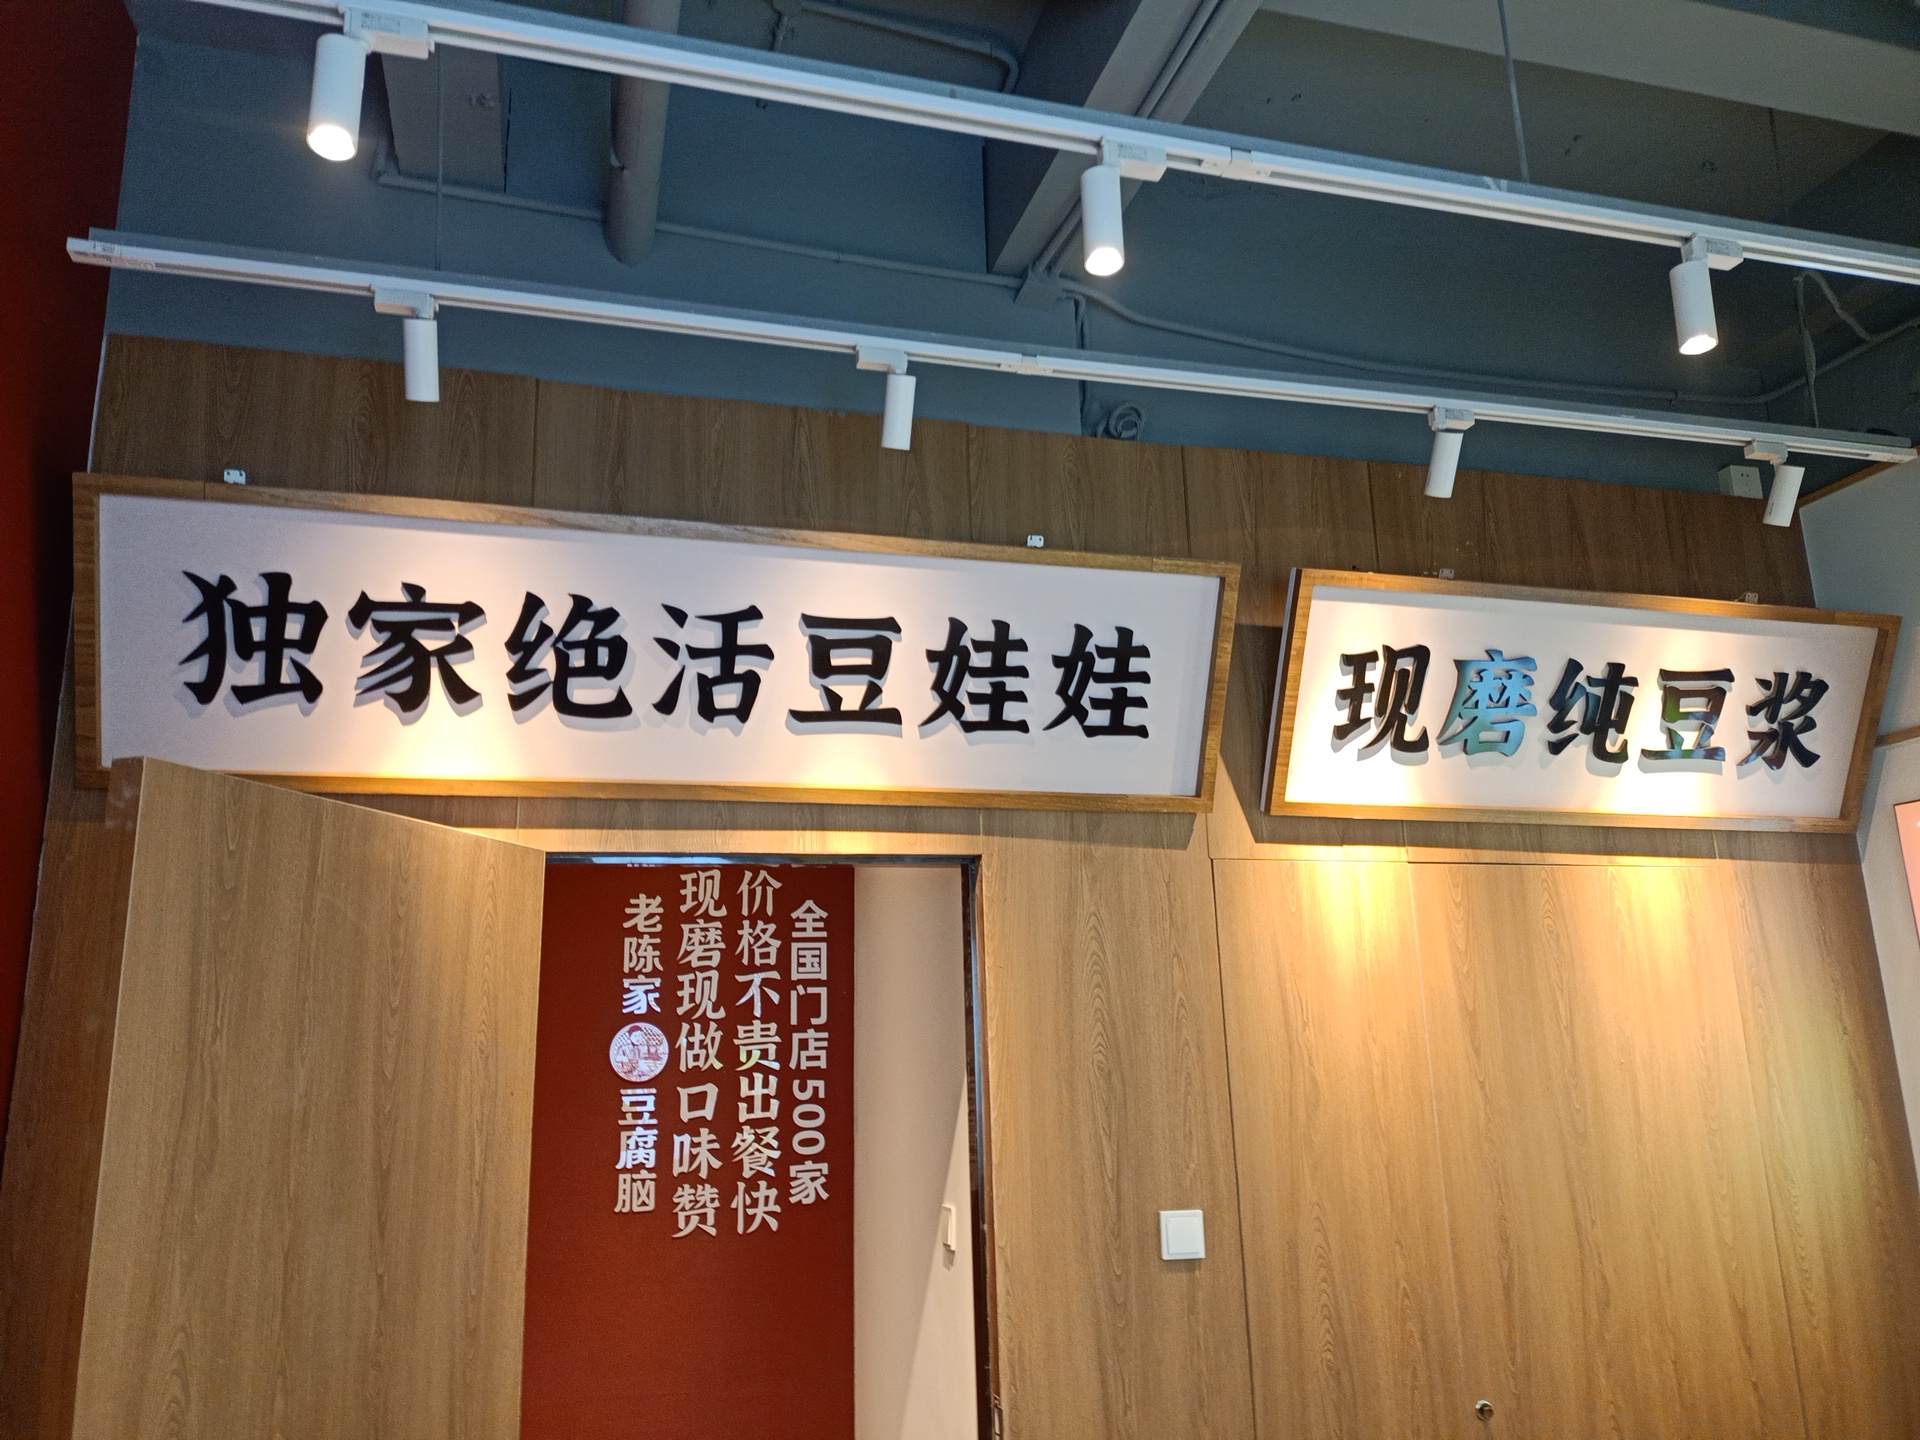 独家绝活豆娃娃
现磨纯豆浆
全国门店500家
价格不贵出餐快
现磨现做口味赞
老陈家豆腐脑